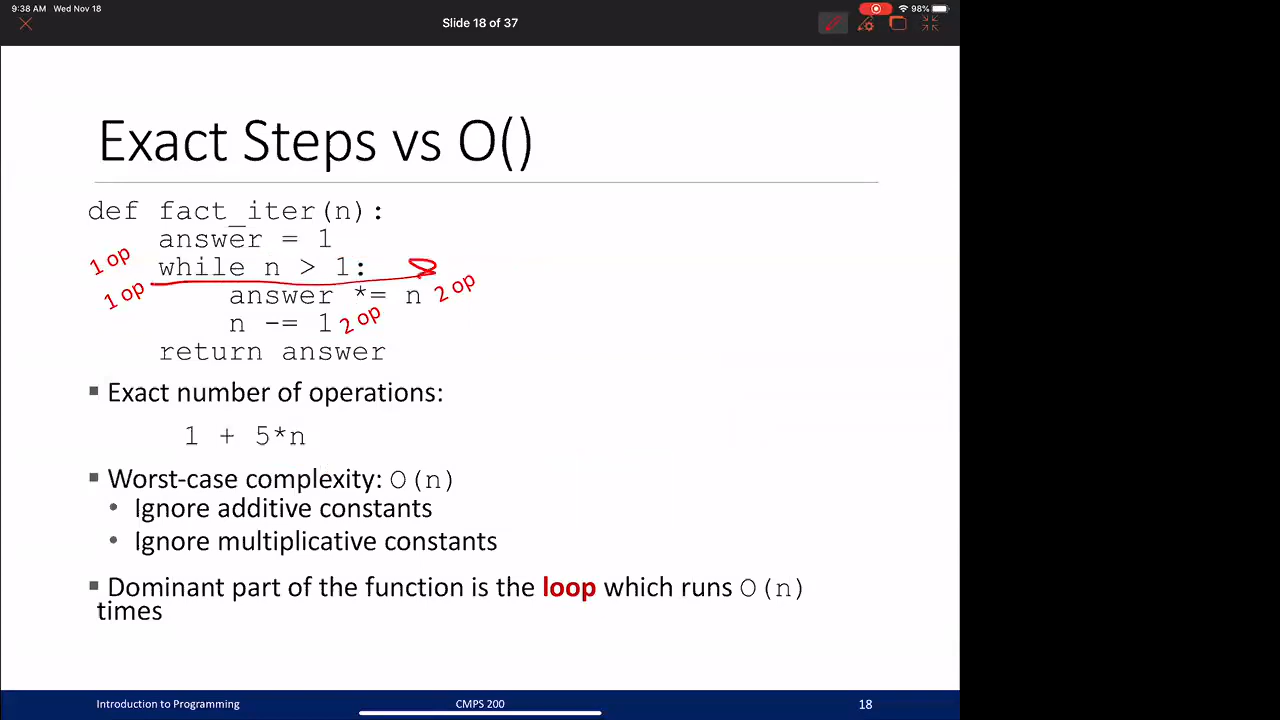 9:38 AM Wed Nov 18
98%
Slide 18 of 37
Exact Steps vs O()
def fact_iter(n):
answer = 1
1 op
while n > 1:
1 op
answer *= n 2 op
n -= 1 2 op
return answer
▪ Exact number of operations:
1 + 5*n
▪ Worst-case complexity: O(n)
• Ignore additive constants
• Ignore multiplicative constants
▪ Dominant part of the function is the loop which runs O(n)
times
Introduction to Programming CMPS 200 18